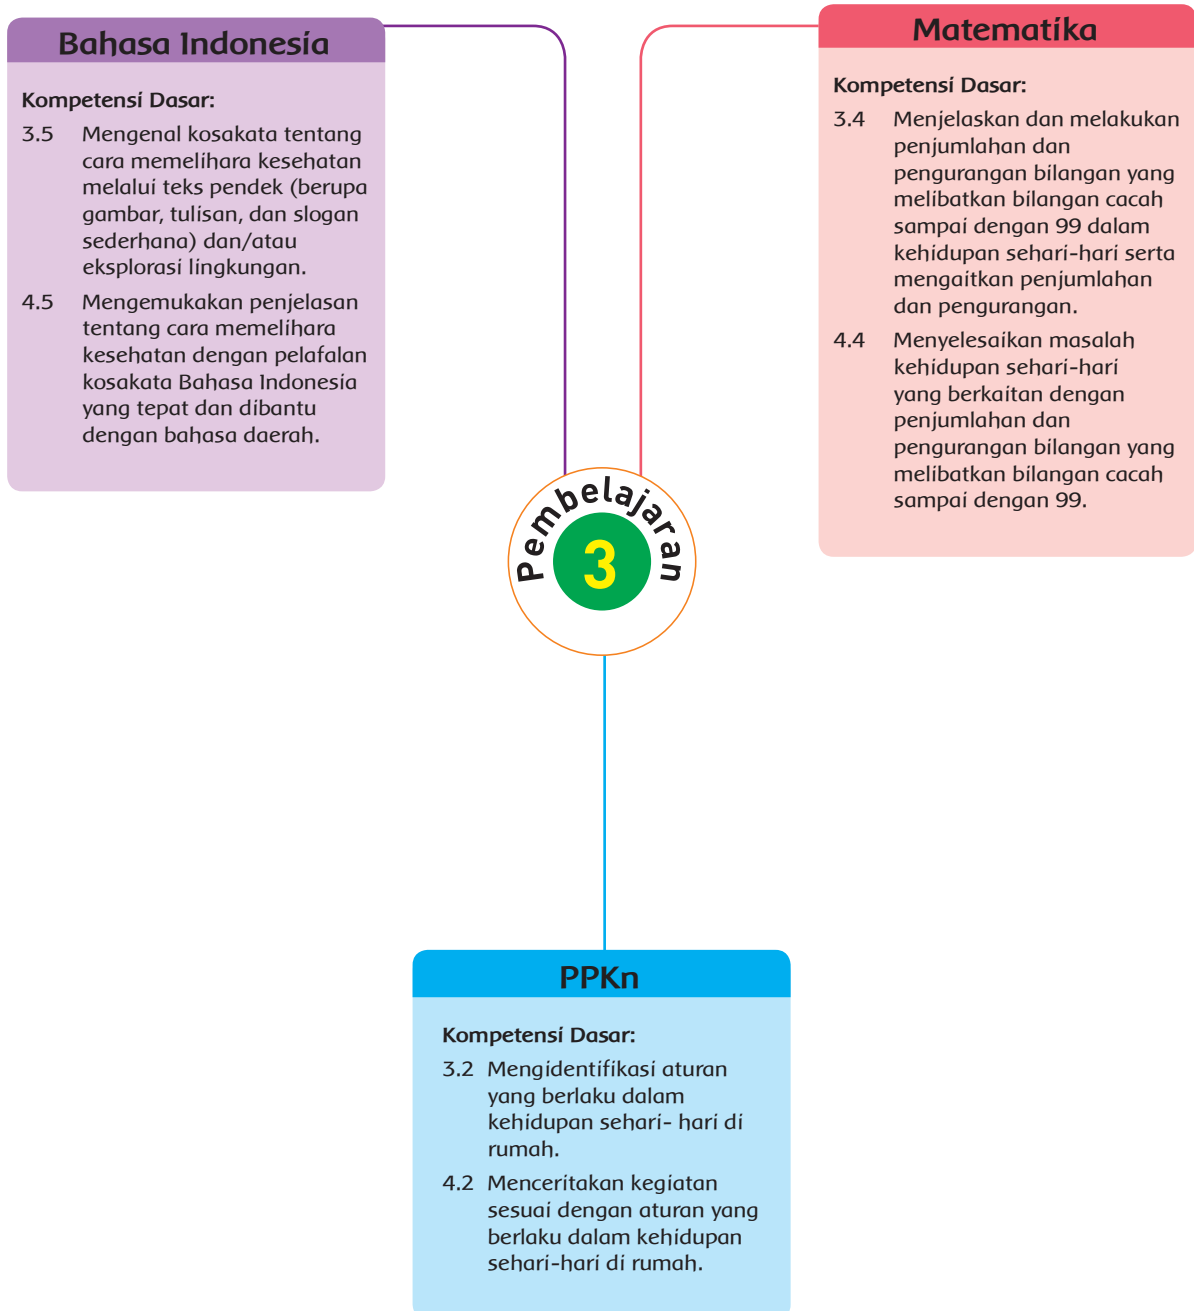 Bahasa Indonesia
Kompetensi Dasar:
3.5 Mengenal kosakata tentang
cara memelihara kesehatan
melalui teks pendek (berupa
gambar, tulisan, dan slogan
sederhana) dan/atau
eksplorasi lingkungan.
4.5 Mengemukakan penjelasan
tentang cara memelihara
kesehatan dengan pelafalan
kosakata Bahasa Indonesia
yang tepat dan dibantu
dengan bahasa daerah.
Matematika
Kompetensi Dasar:
3.4 Menjelaskan dan melakukan
penjumlahan dan
pengurangan bilangan yang
melibatkan bilangan cacah
sampai dengan 99 dalam
kehidupan sehari-hari serta
mengaitkan penjumlahan
dan pengurangan.
4.4 Menyelesaikan masalah
kehidupan sehari-hari
yang berkaitan dengan
penjumlahan dan
pengurangan bilangan yang
melibatkan bilangan cacah
sampai dengan 99.
Pembelajaran
3
PPKn
Kompetensi Dasar:
3.2 Mengidentifikasi aturan
yang berlaku dalam
kehidupan sehari- hari di
rumah.
4.2 Menceritakan kegiatan
sesuai dengan aturan yang
berlaku dalam kehidupan
sehari-hari di rumah.